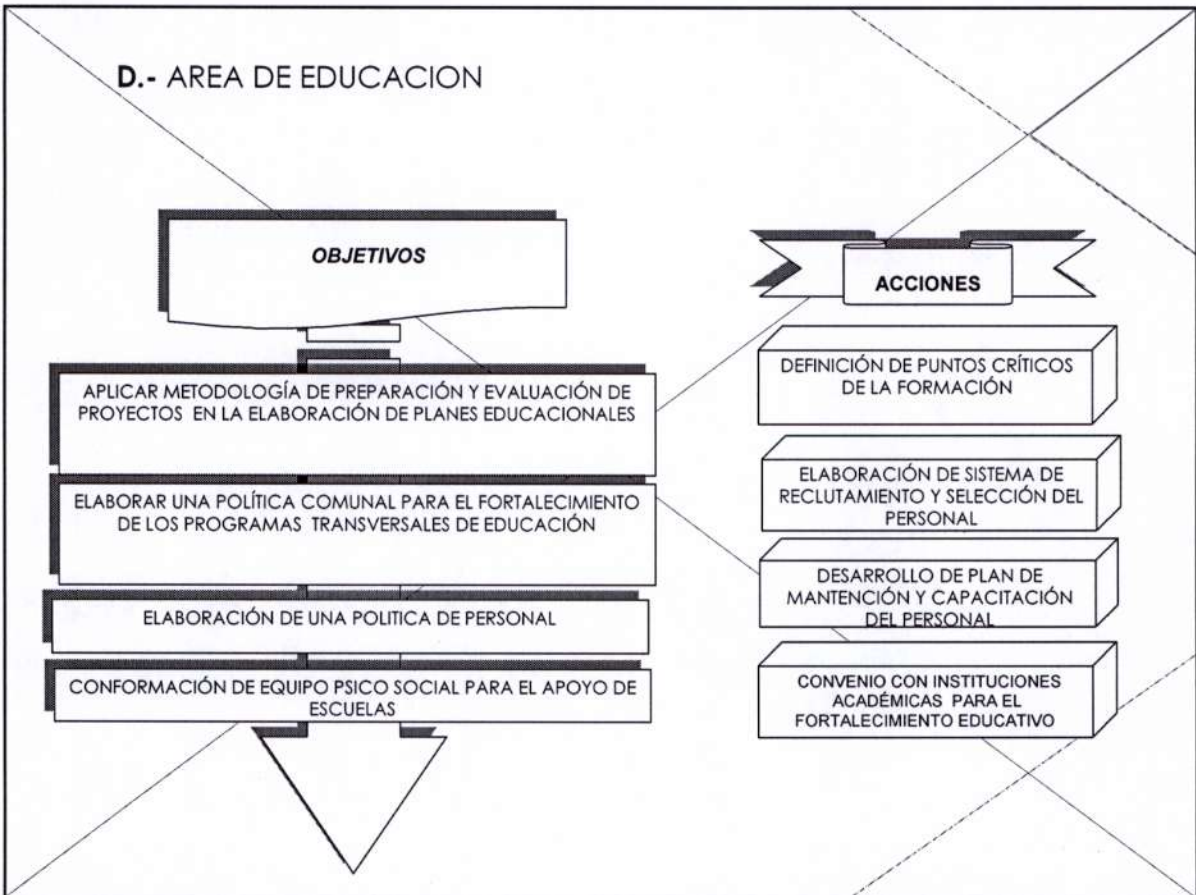 D.- AREA DE EDUCACION
OBJETIVOS
APLICAR METODOLOGÍA DE PREPARACIÓN Y EVALUACIÓN DE
PROYECTOS EN LA ELABORACIÓN DE PLANES EDUCACIONALES
ELABORAR UNA POLÍTICA COMUNAL PARA EL FORTALECIMIENTO
DE LOS PROGRAMAS TRANSVERSALES DE EDUCACIÓN
ELABORACIÓN DE UNA POLITICA DE PERSONAL
CONFORMACIÓN DE EQUIPO PSICO SOCIAL PARA EL APOYO DE
ESCUELAS
ACCIONES
DEFINICIÓN DE PUNTOS CRÍTICOS
DE LA FORMACIÓN
ELABORACIÓN DE SISTEMA DE
RECLUTAMIENTO Y SELECCIÓN DEL
PERSONAL
DESARROLLO DE PLAN DE
MANTENCIÓN Y CAPACITACIÓN
DEL PERSONAL
CONVENIO CON INSTITUCIONES
ACADÉMICAS PARA EL
FORTALECIMIENTO EDUCATIVO